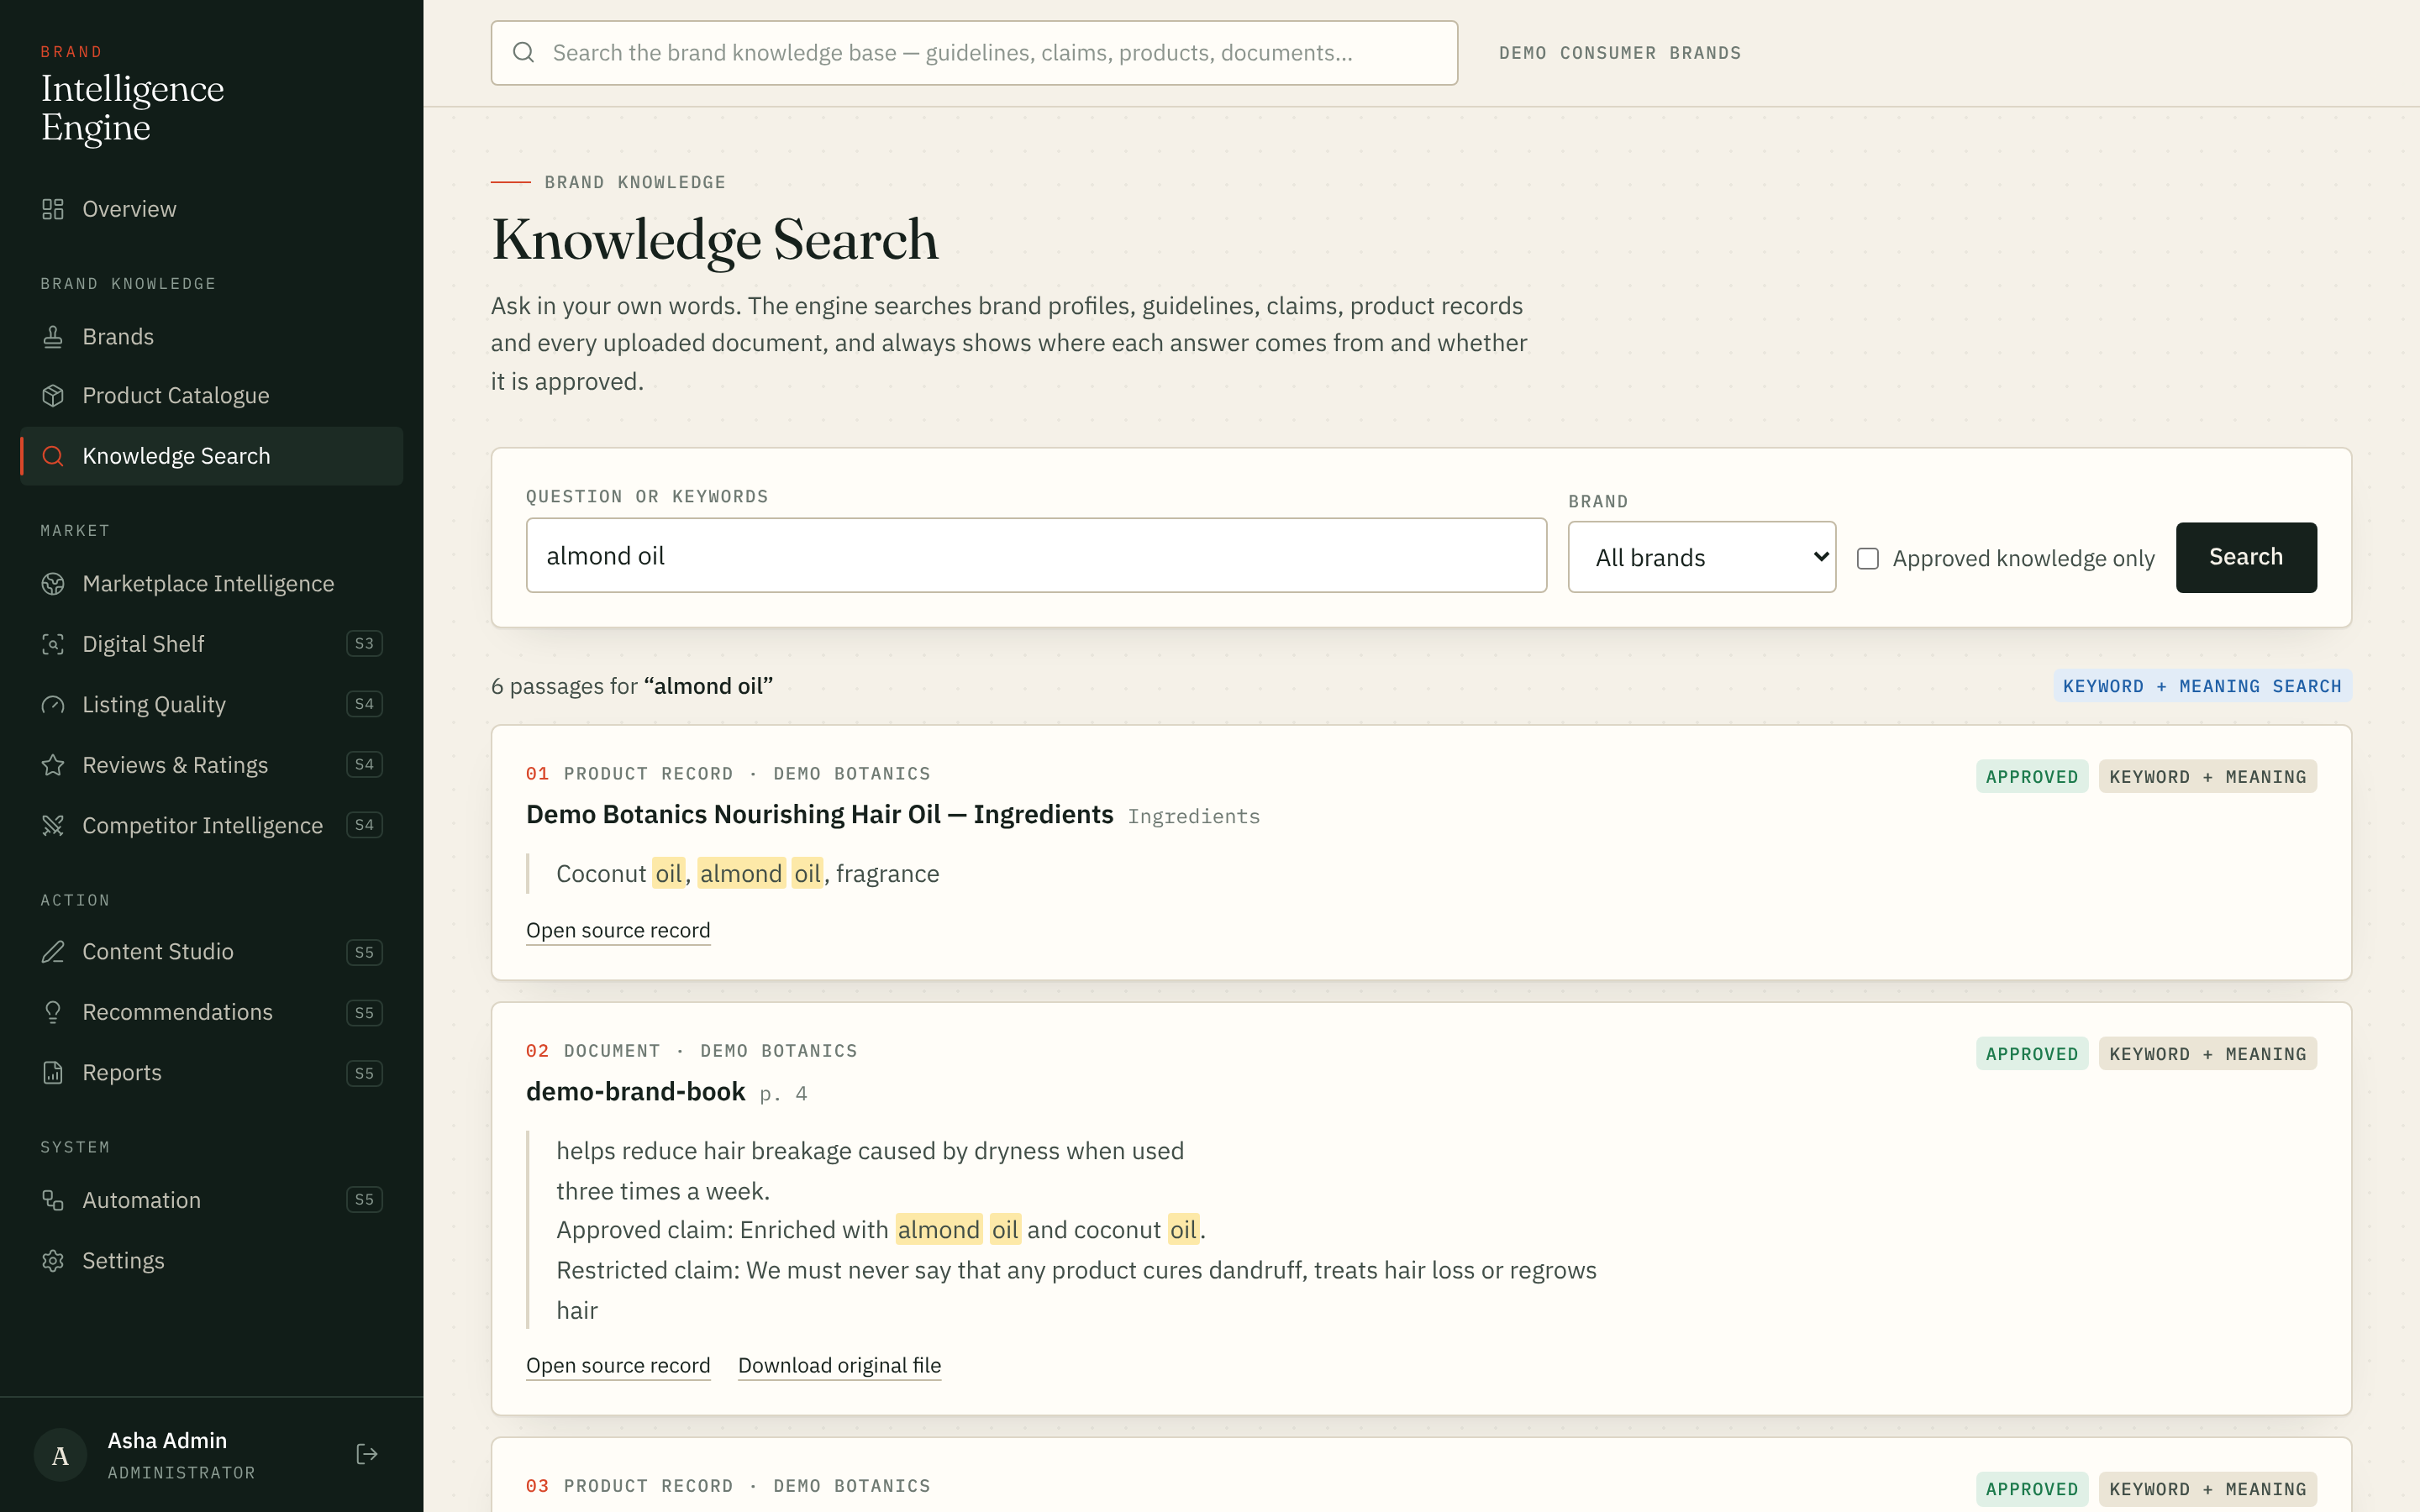 BRAND
Intelligence
Engine
Overview
BRAND KNOWLEDGE
Brands
Product Catalogue
Knowledge Search
MARKET
Marketplace Intelligence
Digital Shelf S3
Listing Quality S4
Reviews & Ratings S4
Competitor Intelligence S4
ACTION
Content Studio S5
Recommendations S5
Reports S5
SYSTEM
Automation S5
Settings
A
Asha Admin
ADMINISTRATOR
Search the brand knowledge base — guidelines, claims, products, documents...
DEMO CONSUMER BRANDS
BRAND KNOWLEDGE
Knowledge Search
Ask in your own words. The engine searches brand profiles, guidelines, claims, product records
and every uploaded document, and always shows where each answer comes from and whether
it is approved.
QUESTION OR KEYWORDS
almond oil
BRAND
All brands
Approved knowledge only
Search
6 passages for “almond oil”
KEYWORD + MEANING SEARCH
01 PRODUCT RECORD · DEMO BOTANICS
APPROVED KEYWORD + MEANING
Demo Botanics Nourishing Hair Oil — Ingredients Ingredients
Coconut oil, almond oil, fragrance
Open source record
02 DOCUMENT · DEMO BOTANICS
APPROVED KEYWORD + MEANING
demo-brand-book p. 4
helps reduce hair breakage caused by dryness when used
three times a week.
Approved claim: Enriched with almond oil and coconut oil.
Restricted claim: We must never say that any product cures dandruff, treats hair loss or regrows
hair
Open source record Download original file
03 PRODUCT RECORD · DEMO BOTANICS
APPROVED KEYWORD + MEANING